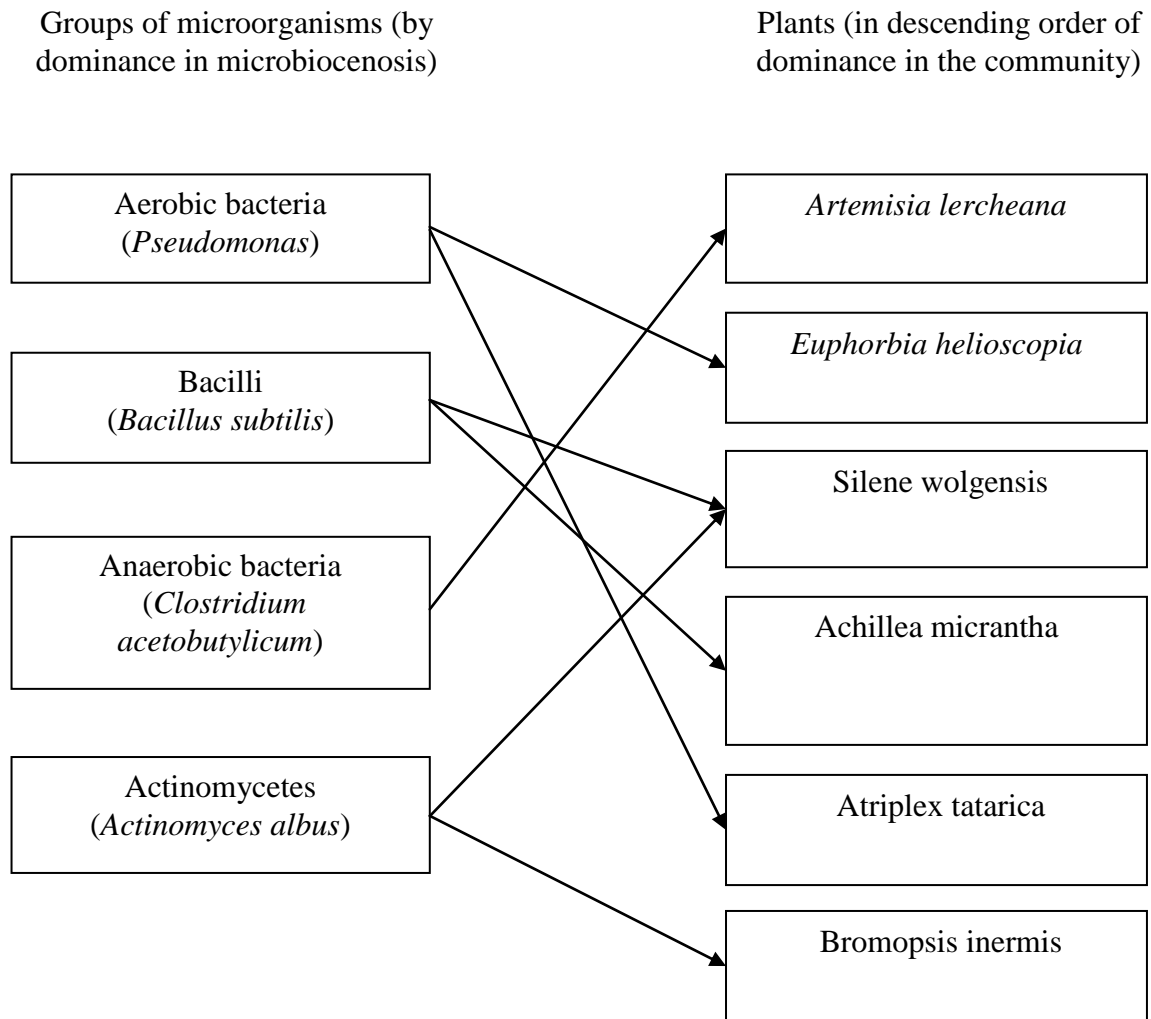 Groups of microorganisms (by
dominance in microbiocenosis)
Plants (in descending order of
dominance in the community)
Aerobic bacteria
(Pseudomonas)
Bacilli
(Bacillus subtilis)
Anaerobic bacteria
(Clostridium
acetobutylicum)
Actinomycetes
(Actinomyces albus)
Artemisia lercheana
Euphorbia helioscopia
Silene wolgensis
Achillea micrantha
Atriplex tatarica
Bromopsis inermis